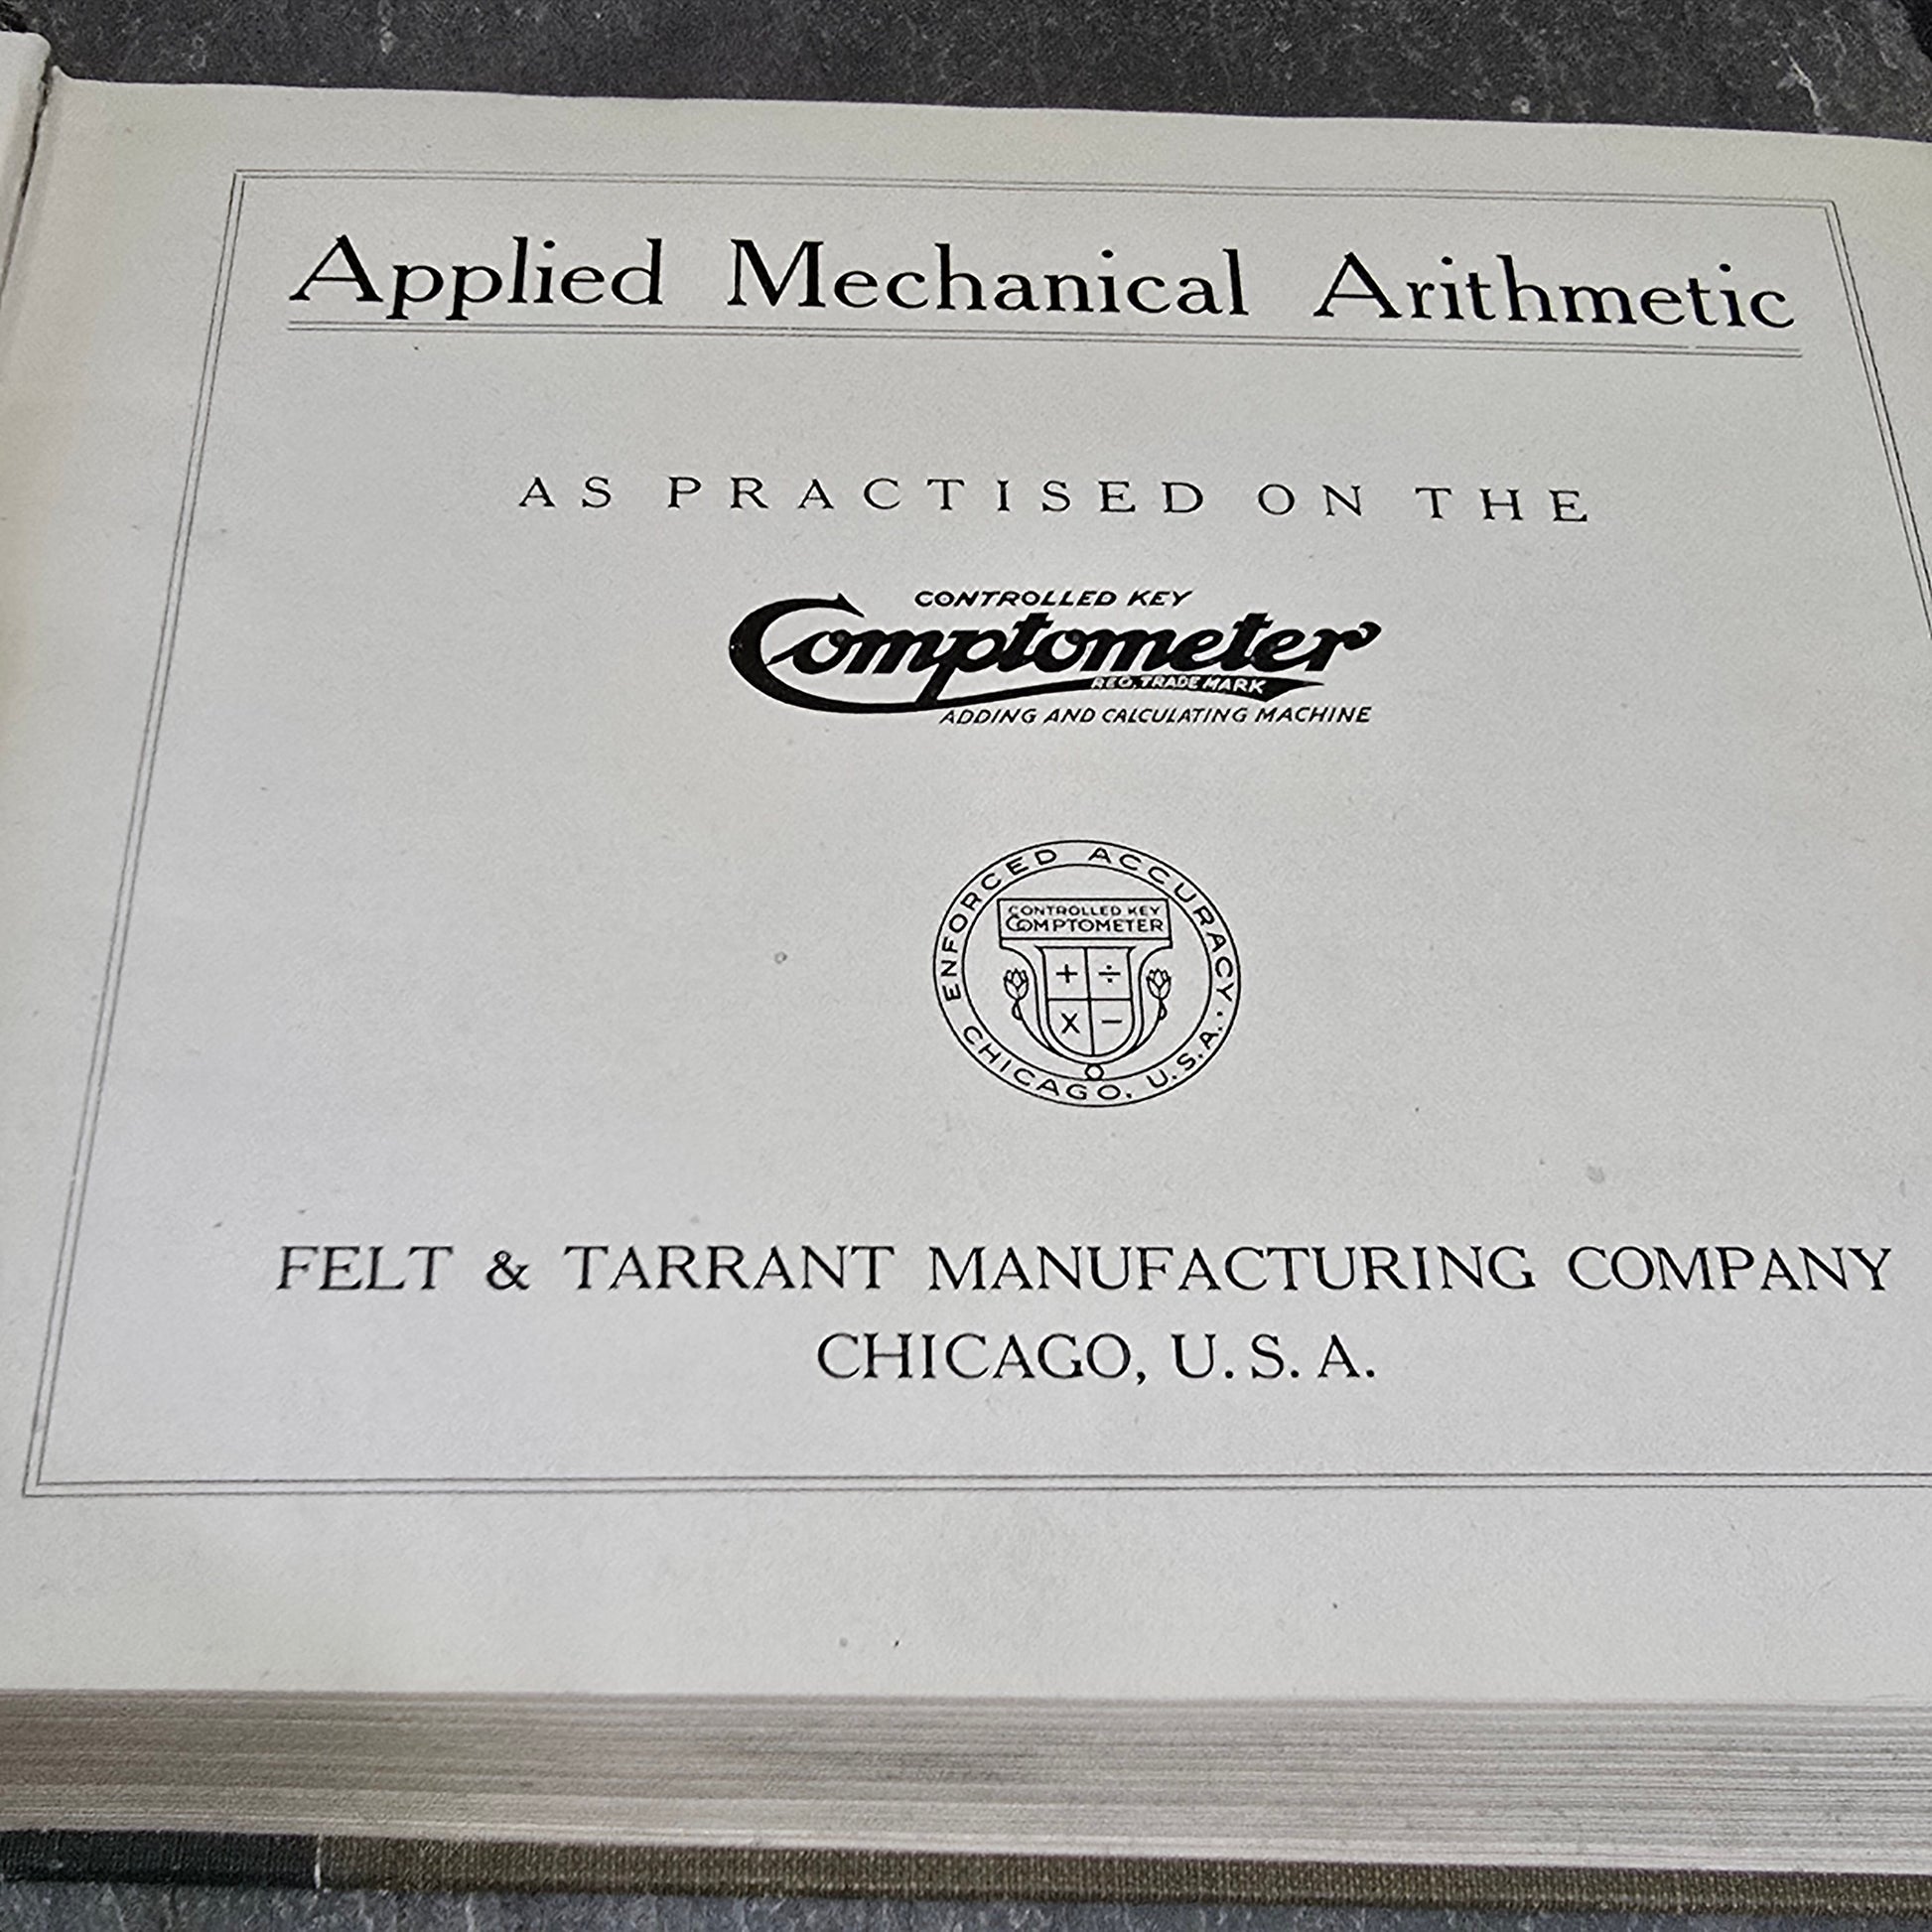 Applied Mechanical Arithmetic
AS PRACTISED ON THE
CONTROLLED KEY
Comptometer
REG. TRADE MARK
ADDING AND CALCULATING MACHINE
ENFORCED ACCURACY · CHICAGO, U.S.A.
CONTROLLED KEY
COMPTOMETER
+ ÷
X −
FELT & TARRANT MANUFACTURING COMPANY
CHICAGO, U. S. A.